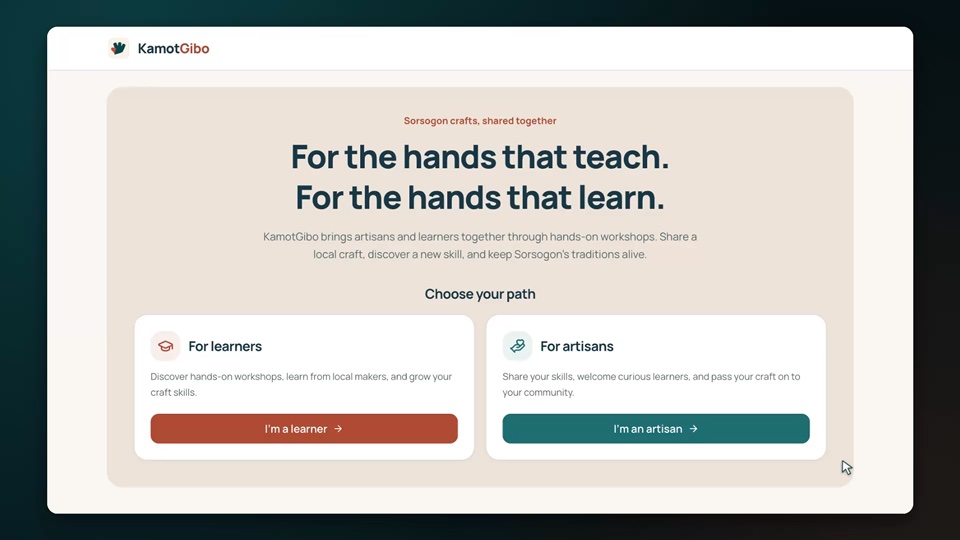 KamotGibo
Sorsogon crafts, shared together
For the hands that teach.
For the hands that learn.
KamotGibo brings artisans and learners together through hands-on workshops. Share a
local craft, discover a new skill, and keep Sorsogon's traditions alive.
Choose your path
For learners
Discover hands-on workshops, learn from local makers, and grow your
craft skills.
I'm a learner →
For artisans
Share your skills, welcome curious learners, and pass your craft on to
your community.
I'm an artisan →